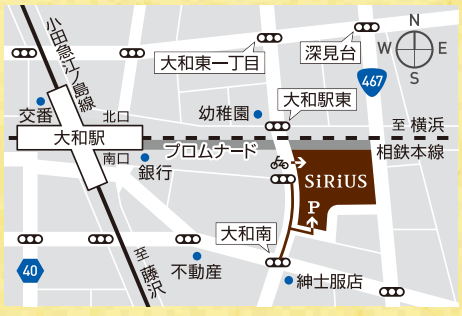 小田急江ノ島線
大和東一丁目
深見台
N
W E
S
467
交番
北口
幼稚園
大和駅東
至 横浜
大和駅
プロムナード
相鉄本線
南口
銀行
SiRiUS
P
大和南
至 藤沢
40
不動産
紳士服店